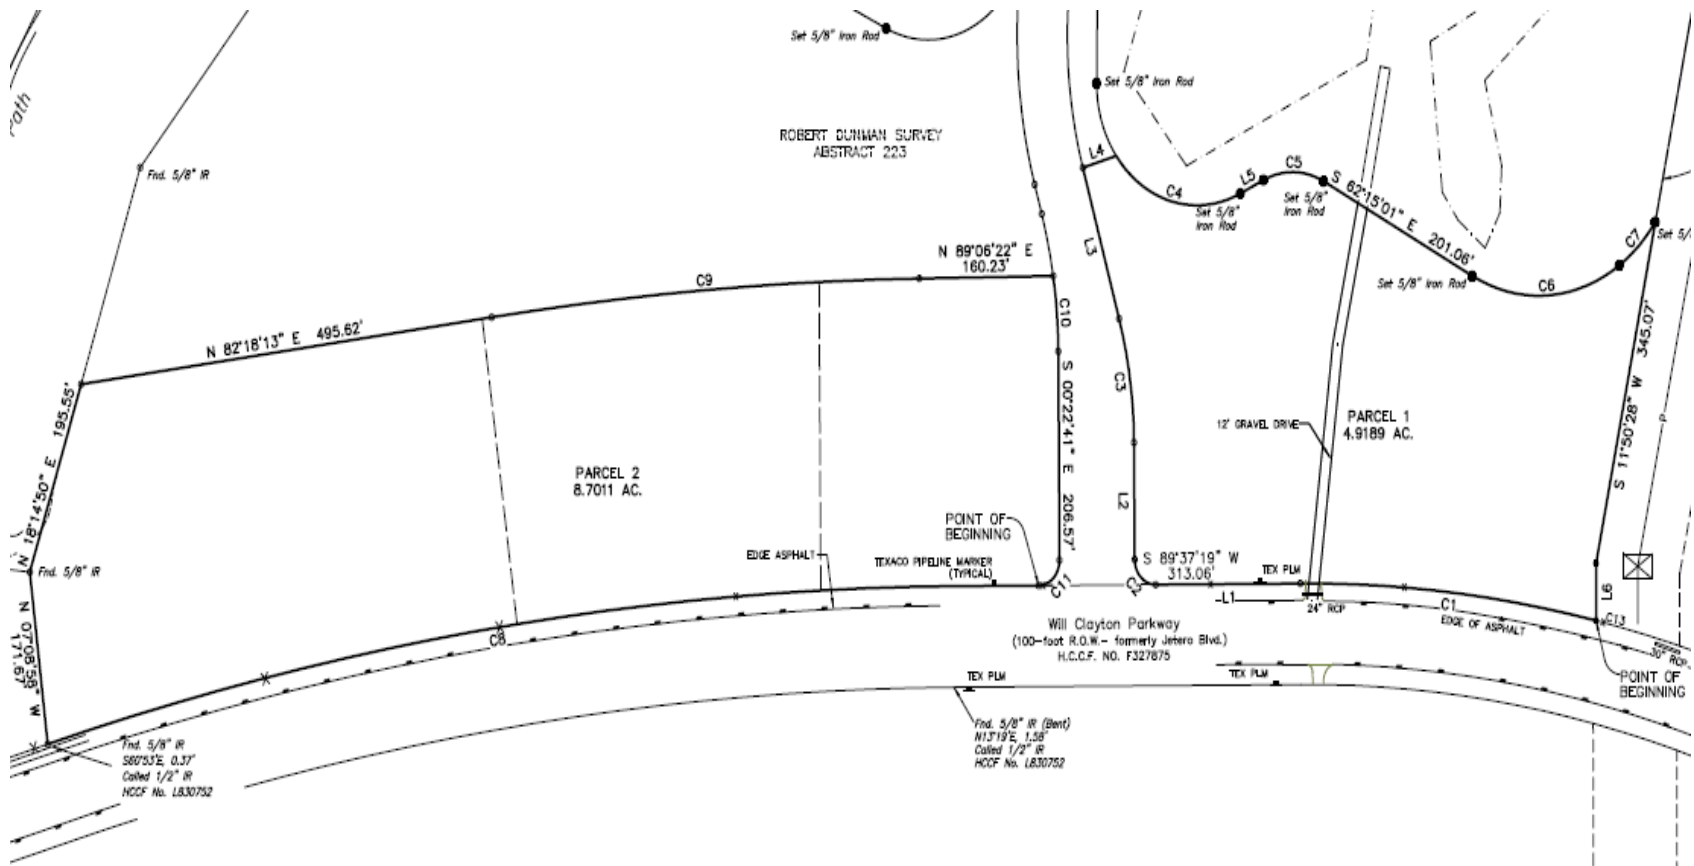 Set 5/8" Iron Rod
Path
Set 5/8" Iron Rod
ROBERT DUNMAN SURVEY
ABSTRACT 223
Fnd. 5/8" IR
L4
C4
L5
C5
Set 5/8"
Iron Rod
Set 5/8"
Iron Rod
S 62°15'01" E 201.06'
Set 5/8" Iron Rod
C6
C7
Set 5/
N 89°06'22" E
160.23'
C9
L3
C10
N 82°18'13" E 495.62'
C3
S 00°22'41" E 206.57'
N 18°14'50" E 195.55'
PARCEL 1
4.9189 AC.
12' GRAVEL DRIVE
S 11°50'28" W 345.07'
P
PARCEL 2
8.7011 AC.
L2
POINT OF
BEGINNING
EDGE ASPHALT
TEXACO PIPELINE MARKER
(TYPICAL)
S 89°37'19" W
313.06'
TEX PLM
Fnd. 5/8" IR
C11
C2
L1
24" RCP
C1
EDGE OF ASPHALT
L6
C13
30" RCP
N 07°08'58" W
171.67'
C8
Will Clayton Parkway
(100-foot R.O.W.- formerly Jetero Blvd.)
H.C.C.F. NO. F327875
TEX PLM
TEX PLM
POINT OF
BEGINNING
Fnd. 5/8" IR
S80°53'E, 0.37'
Called 1/2" IR
HCCF No. L830752
Fnd. 5/8" IR (Bent)
N13°19'E, 1.58'
Called 1/2" IR
HCCF No. L830752